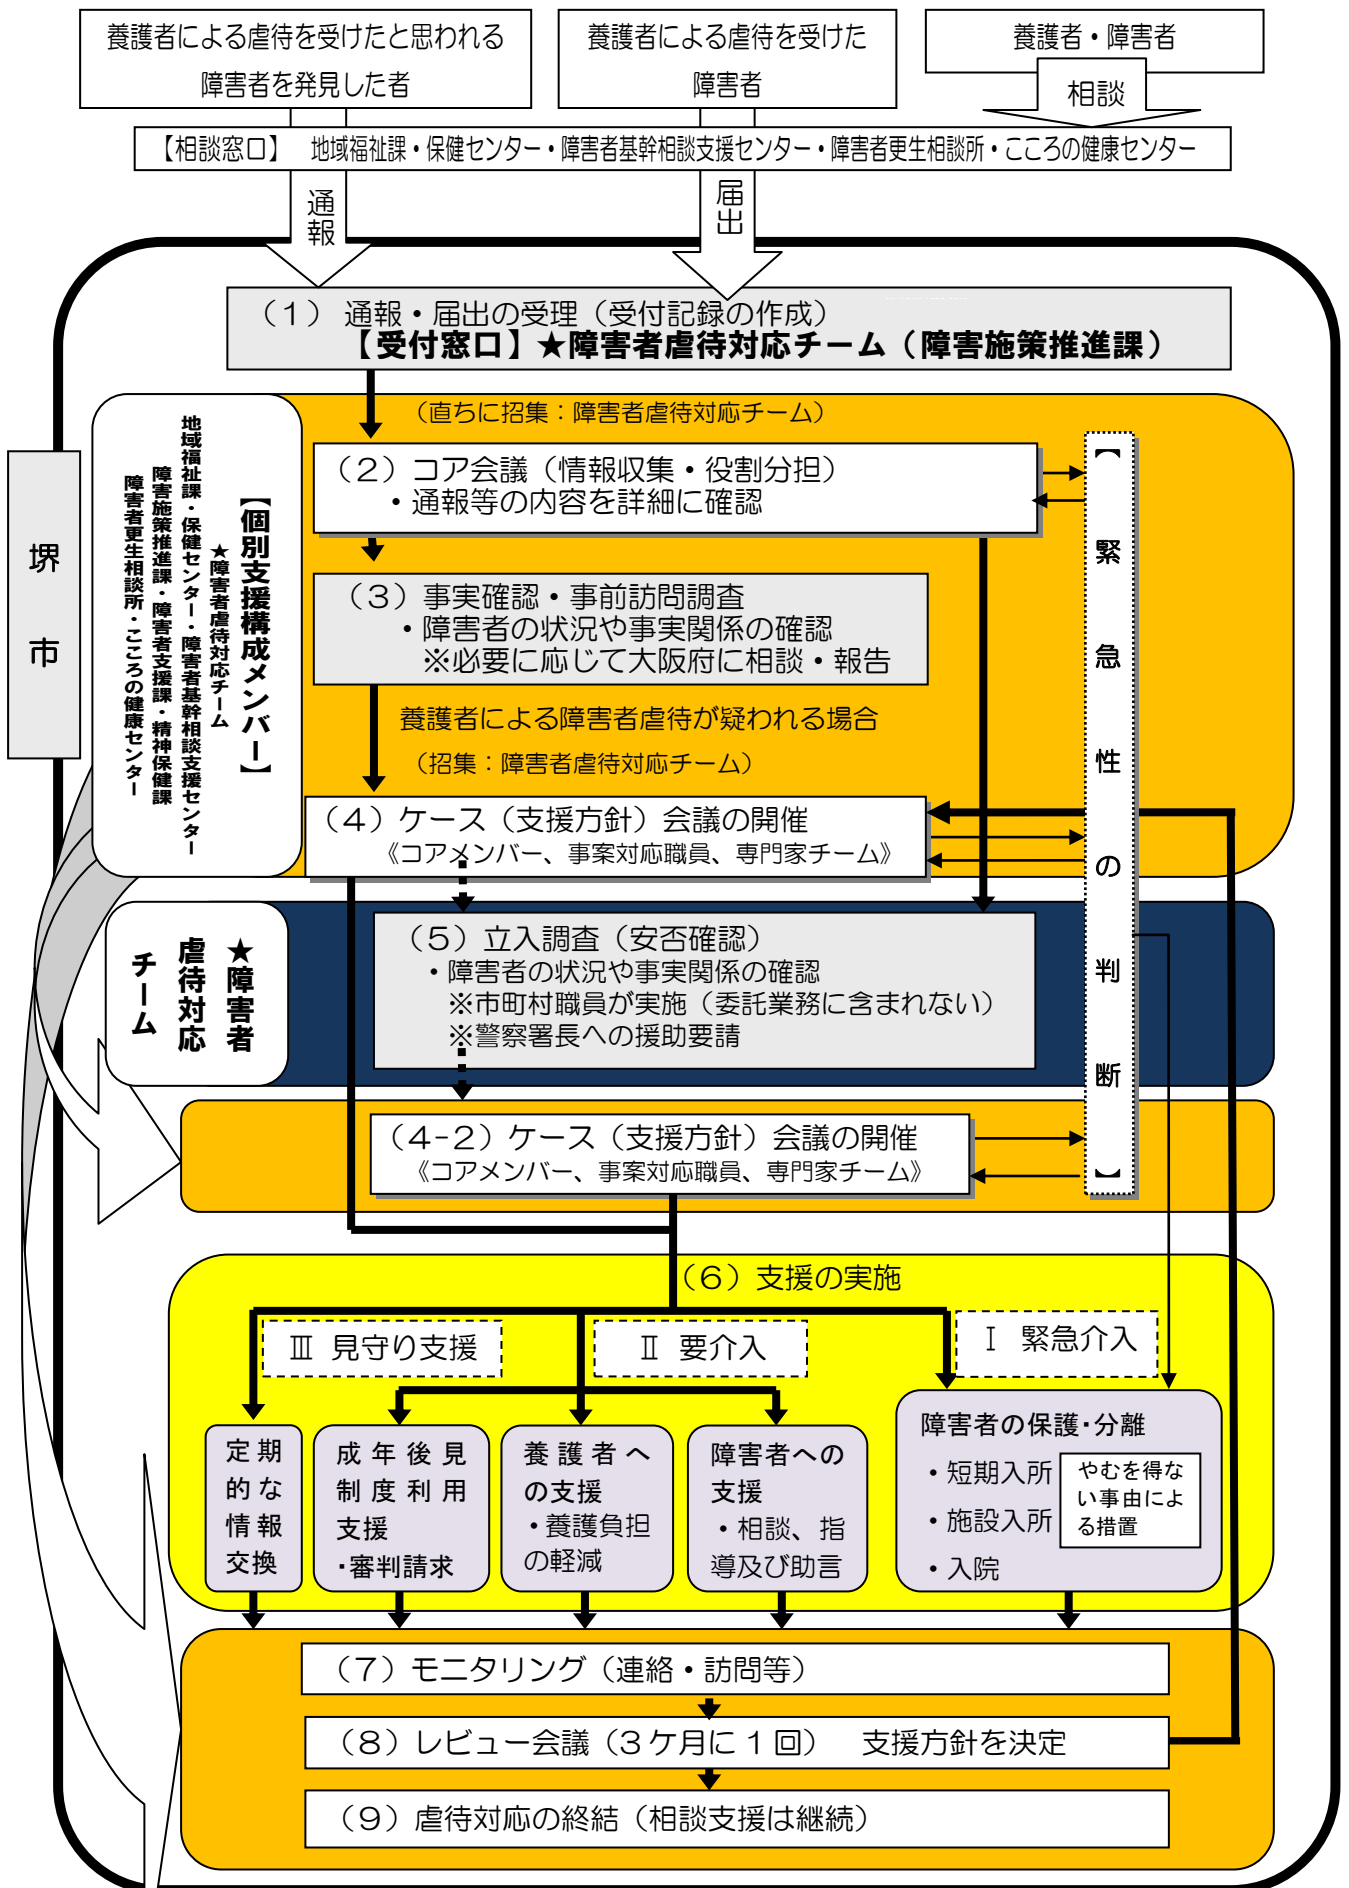 養護者による虐待を受けたと思われる
障害者を発見した者
養護者による虐待を受けた
障害者
養護者・障害者
相談
【相談窓口】　地域福祉課・保健センター・障害者基幹相談支援センター・障害者更生相談所・こころの健康センター
通報
届出
（１） 通報・届出の受理（受付記録の作成）
【受付窓口】★障害者虐待対応チーム（障害施策推進課）
堺市
【個別支援構成メンバー】
★障害者虐待対応チーム
地域福祉課・保健センター・障害者基幹相談支援センター
障害施策推進課・障害者支援課・精神保健課
障害者更生相談所・こころの健康センター
（直ちに招集：障害者虐待対応チーム）
（２）コア会議（情報収集・役割分担）
・通報等の内容を詳細に確認
（３）事実確認・事前訪問調査
・障害者の状況や事実関係の確認
※必要に応じて大阪府に相談・報告
養護者による障害者虐待が疑われる場合
（招集：障害者虐待対応チーム）
（４）ケース（支援方針）会議の開催
《コアメンバー、事案対応職員、専門家チーム》
【緊急性の判断】
★障害者
虐待対応
チーム
（５）立入調査（安否確認）
・障害者の状況や事実関係の確認
※市町村職員が実施（委託業務に含まれない）
※警察署長への援助要請
（４-２）ケース（支援方針）会議の開催
《コアメンバー、事案対応職員、専門家チーム》
（６）支援の実施
Ⅲ 見守り支援
Ⅱ 要介入
Ⅰ 緊急介入
定期
的な
情報
交換
成年後見
制度利用
支援
・審判請求
養護者へ
の支援
・養護負担
の軽減
障害者への
支援
・相談、指
導及び助言
障害者の保護・分離
・短期入所
・施設入所
・入院
やむを得な
い事由によ
る措置
（７）モニタリング（連絡・訪問等）
（８）レビュー会議（３ケ月に１回）　支援方針を決定
（９）虐待対応の終結（相談支援は継続）